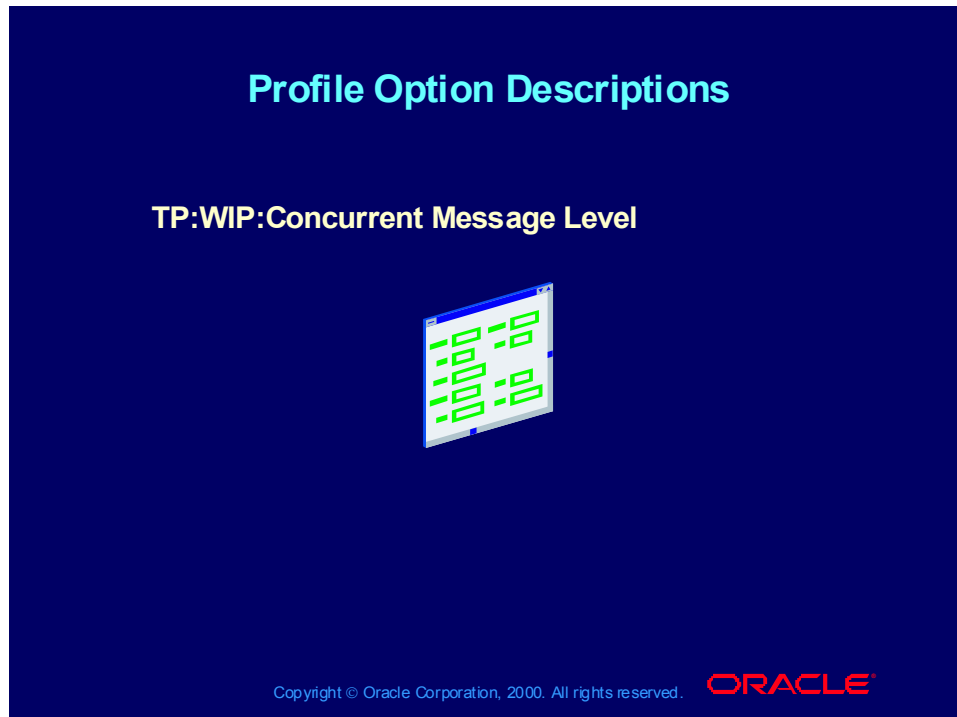 Profile Option Descriptions
TP:WIP:Concurrent Message Level
Copyright © Oracle Corporation, 2000. All rights reserved.
ORACLE®